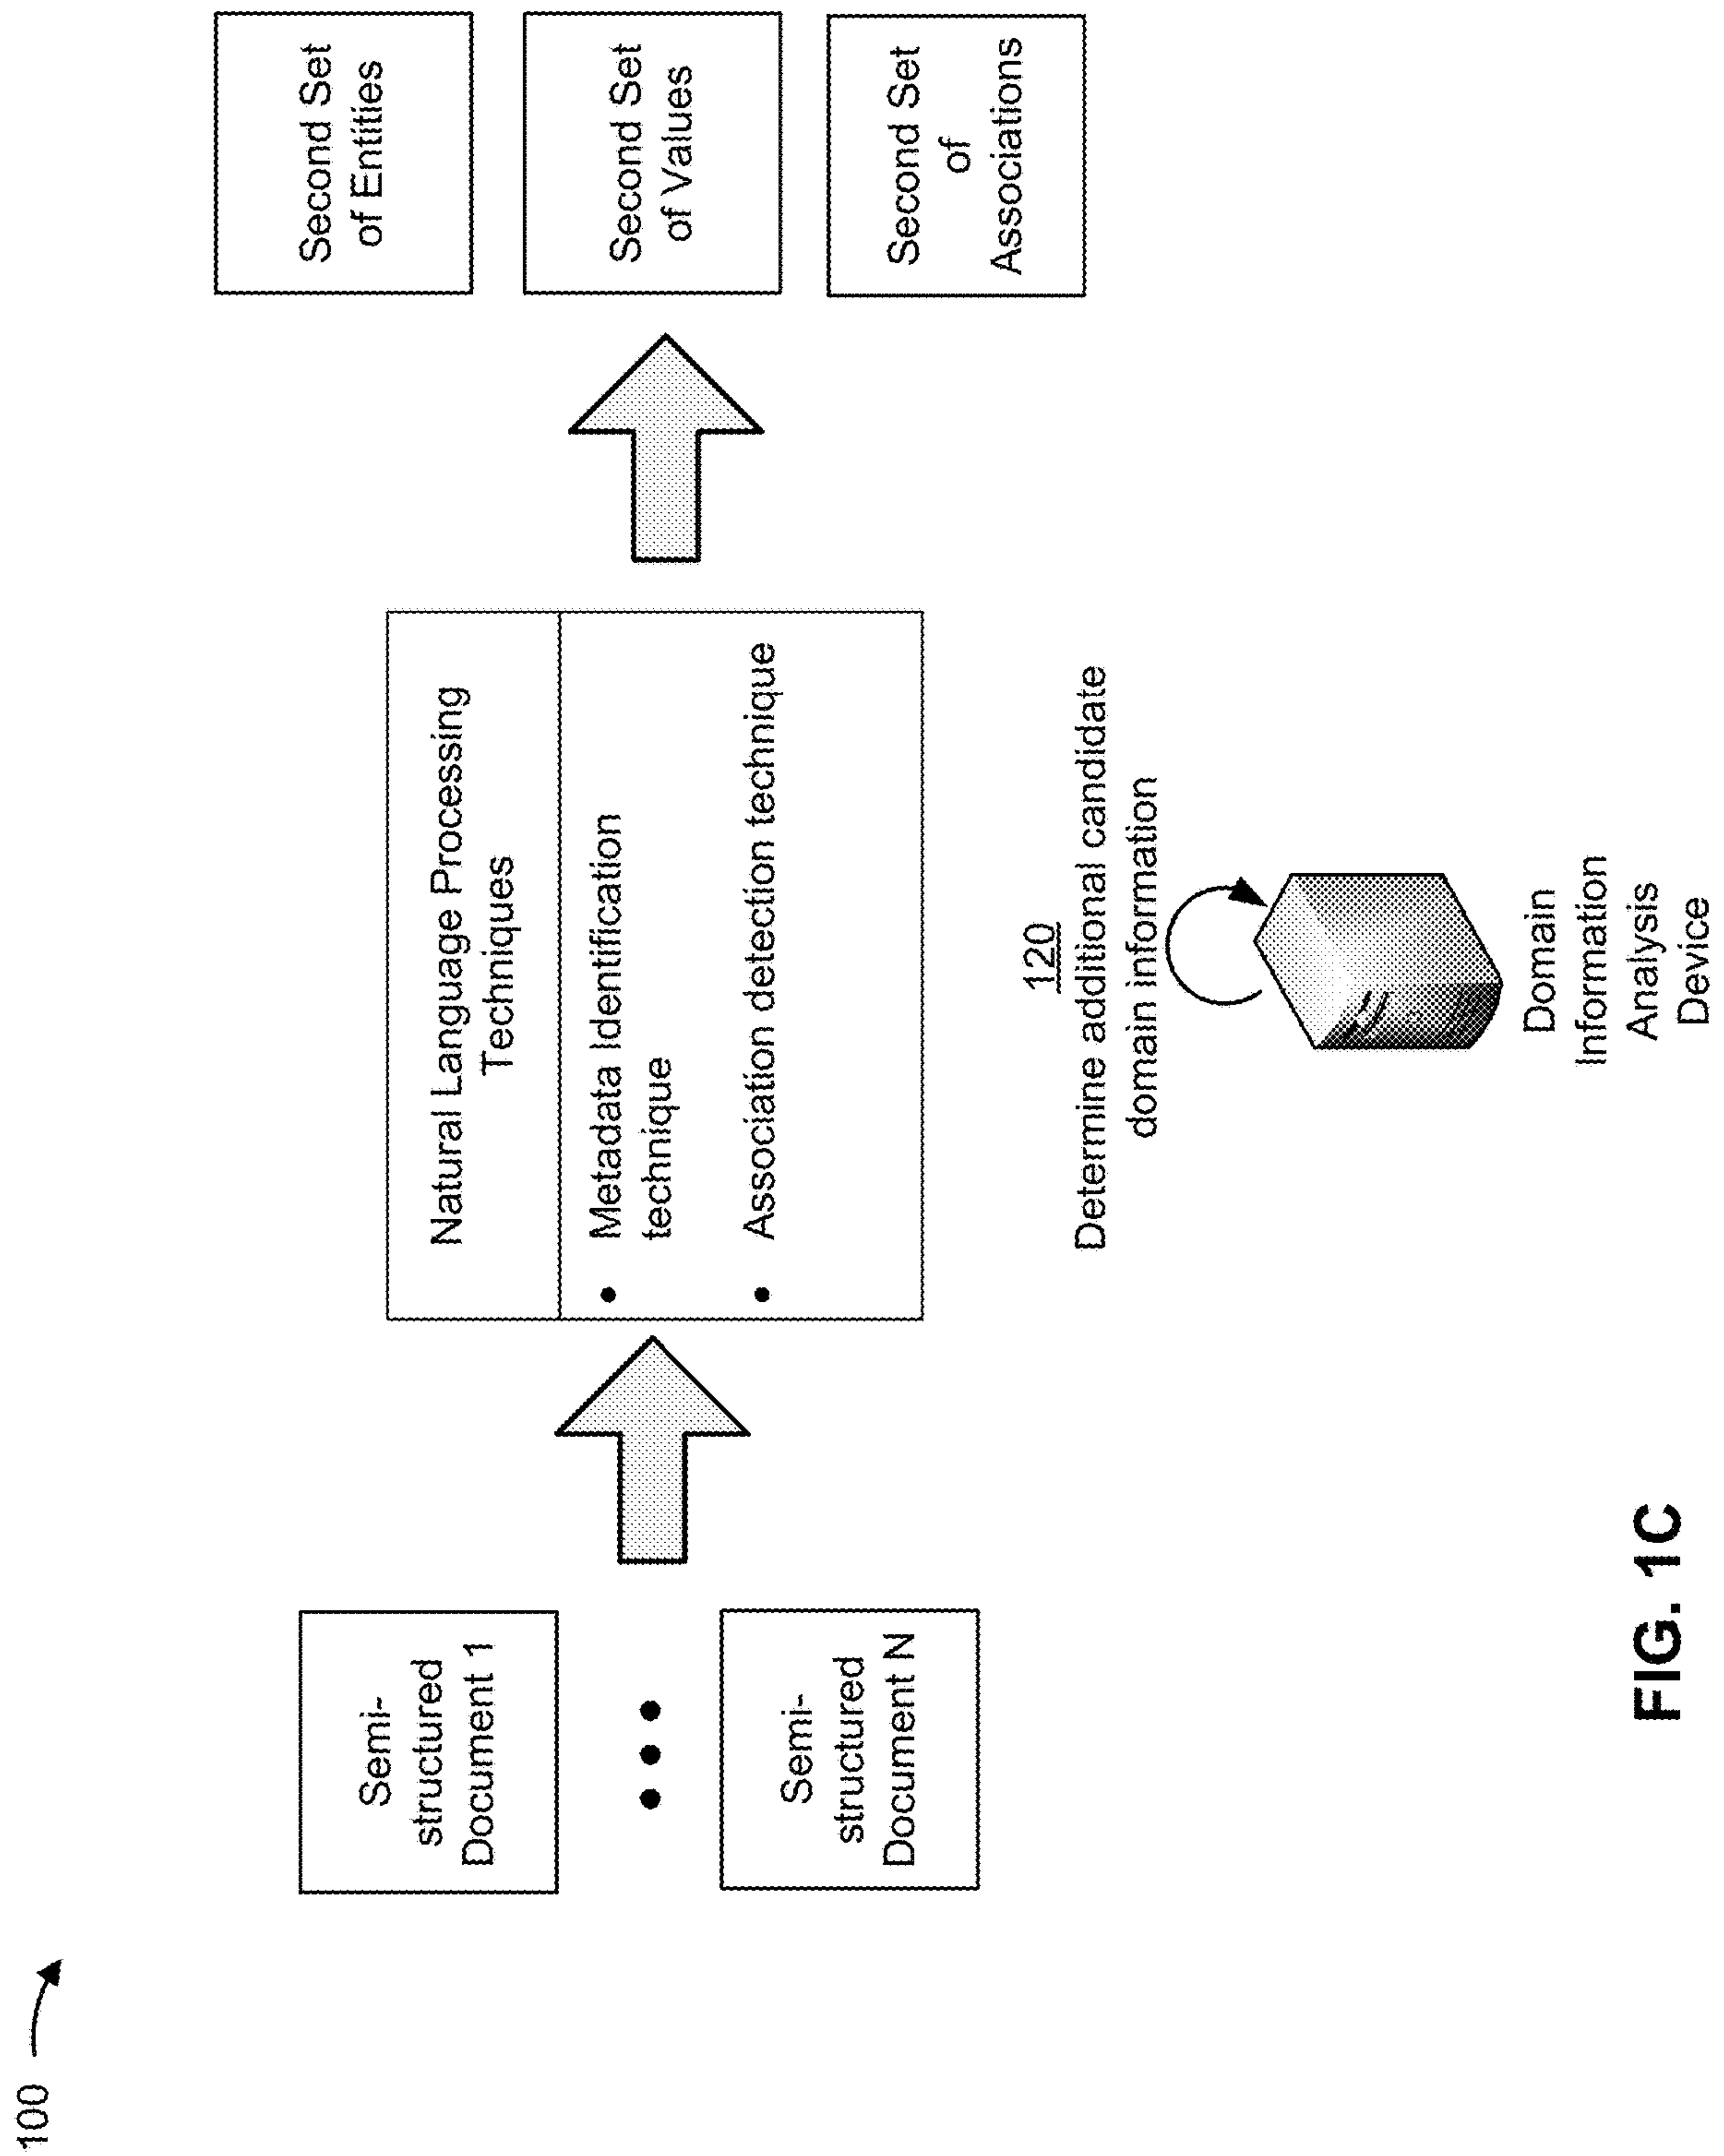 100
Semi-
structured
Document 1
Semi-
structured
Document N
Natural Language Processing
Techniques
• Metadata Identification
technique
• Association detection technique
Second Set
of Entities
Second Set
of Values
Second Set
of
Associations
120
Determine additional candidate
domain information
Domain
Information
Analysis
Device
FIG. 1C